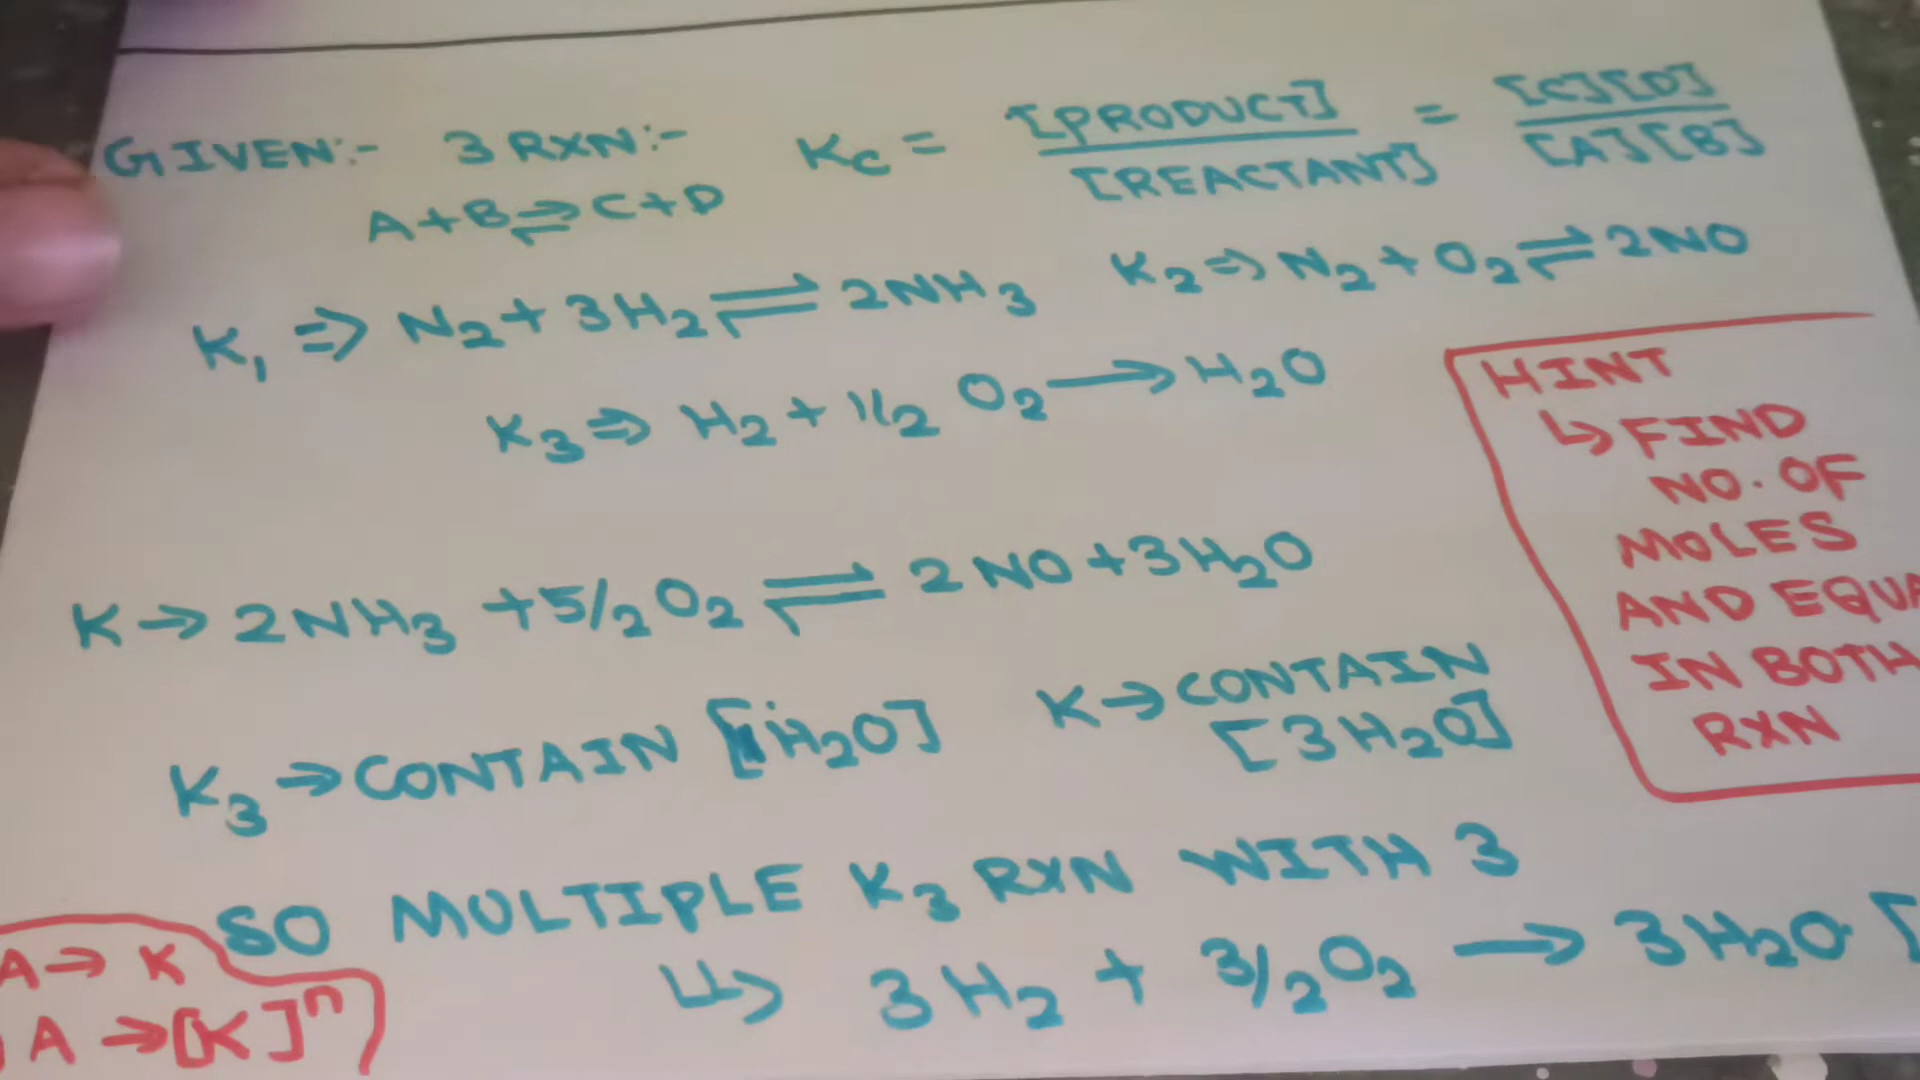 GIVEN:- 3 RXN:- Kc = [PRODUCT] / [REACTANT] = [C][D] / [A][B]
A+B⇌C+D
K₁ ⇒ N₂ + 3H₂ ⇌ 2NH₃ K₂ ⇒ N₂ + O₂ ⇌ 2NO
K₃ ⇒ H₂ + 1/2 O₂ → H₂O
HINT
↳ FIND
NO. OF
MOLES
AND
IN BOTH
RXN
K → 2NH₃ + 5/2 O₂ ⇌ 2NO + 3H₂O
K₃ → CONTAIN [H₂O] K → CONTAIN
[3H₂O]
SO MULTIPLE K₃ RXN WITH 3
↳ 3H₂ + 3/2 O₂ → 3H₂O [
A → K
A → [K]ⁿ